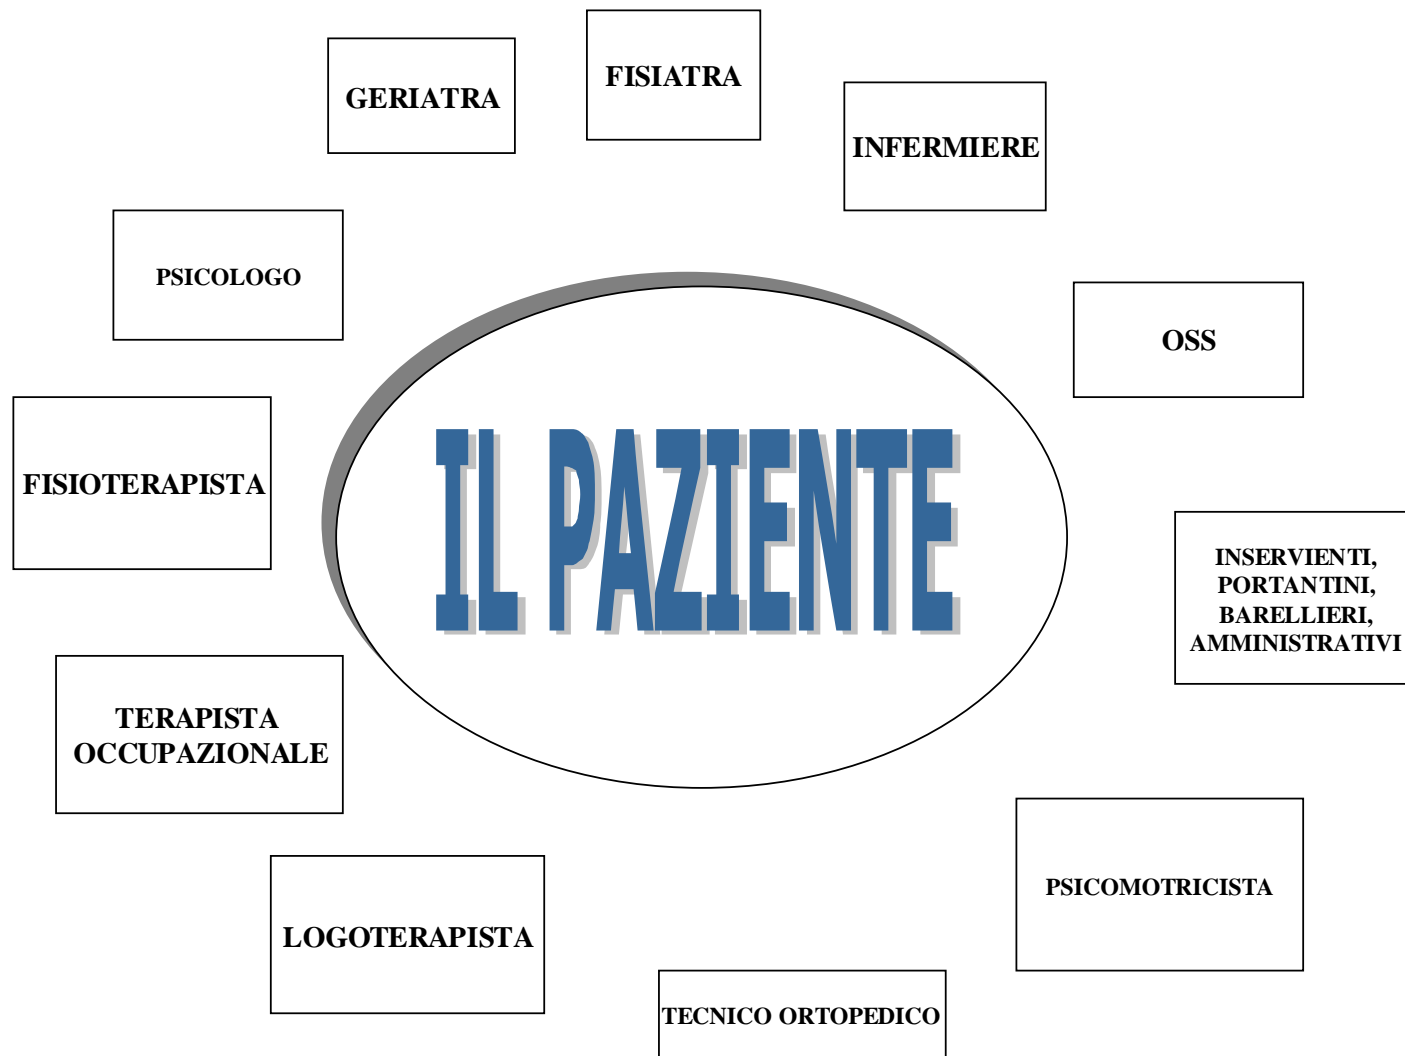 FISIATRA
GERIATRA
INFERMIERE
PSICOLOGO
OSS
FISIOTERAPISTA
IL PAZIENTE
INSERVIENTI,
PORTANTINI,
BARELLIERI,
AMMINISTRATIVI
TERAPISTA
OCCUPAZIONALE
PSICOMOTRICISTA
LOGOTERAPISTA
TECNICO ORTOPEDICO